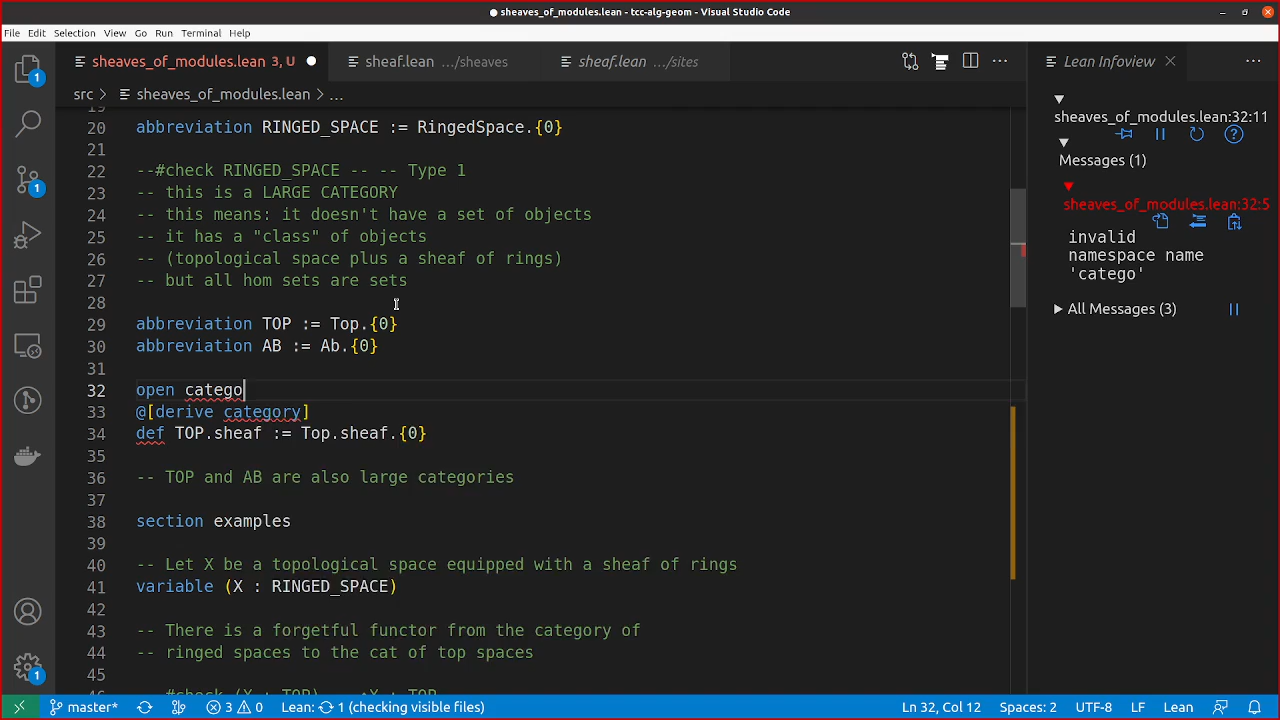 sheaves_of_modules.lean - tcc-alg-geom - Visual Studio Code
File Edit Selection View Go Run Terminal Help
sheaves_of_modules.lean 3, U
sheaf.lean .../sheaves
sheaf.lean .../sites
Lean Infoview
src > sheaves_of_modules.lean > ...
19
20 abbreviation RINGED_SPACE := RingedSpace.{0}
21
22 --#check RINGED_SPACE -- -- Type 1
23 -- this is a LARGE CATEGORY
24 -- this means: it doesn't have a set of objects
25 -- it has a "class" of objects
26 -- (topological space plus a sheaf of rings)
27 -- but all hom sets are sets
28
29 abbreviation TOP := Top.{0}
30 abbreviation AB := Ab.{0}
31
32 open catego
33 @[derive category]
34 def TOP.sheaf := Top.sheaf.{0}
35
36 -- TOP and AB are also large categories
37
38 section examples
39
40 -- Let X be a topological space equipped with a sheaf of rings
41 variable (X : RINGED_SPACE)
42
43 -- There is a forgetful functor from the category of
44 -- ringed spaces to the cat of top spaces
45
sheaves_of_modules.lean:32:11
Messages (1)
sheaves_of_modules.lean:32:5
invalid
namespace name
'catego'
All Messages (3)
1
1
1
master*
3 0
Lean: 1 (checking visible files)
Ln 32, Col 12
Spaces: 2
UTF-8
LF
Lean